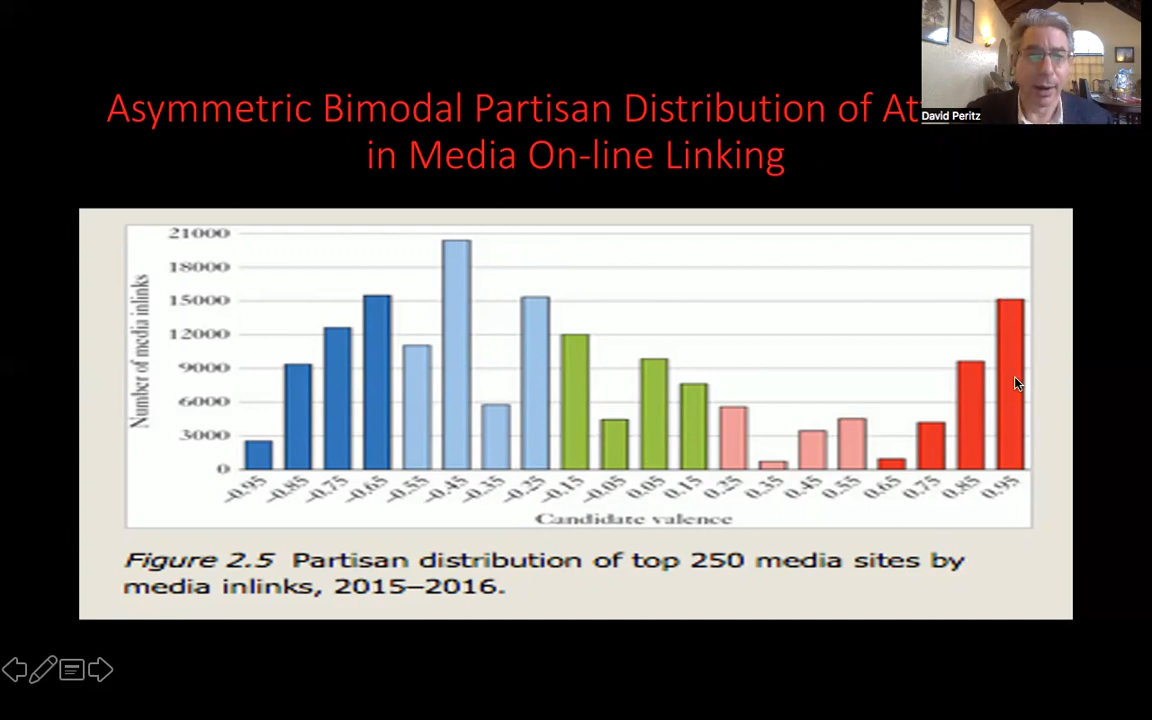 Asymmetric Bimodal Partisan Distribution of
in Media On-line Linking
David Peritz
21000
18000
15000
12000
9000
6000
3000
0
Number of media inlinks
-0.95 -0.85 -0.75 -0.65 -0.55 -0.45 -0.35 -0.25 -0.15 -0.05 0.05 0.15 0.25 0.35 0.45 0.55 0.65 0.75 0.85 0.95
Candidate valence
Figure 2.5 Partisan distribution of top 250 media sites by
media inlinks, 2015–2016.